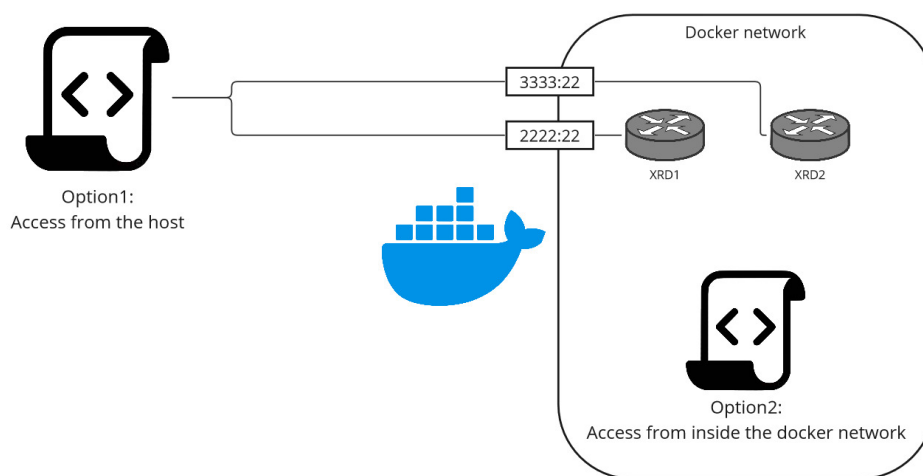 Docker network
3333:22
2222:22
XRD1
XRD2
Option1:
Access from the host
Option2:
Access from inside the docker network